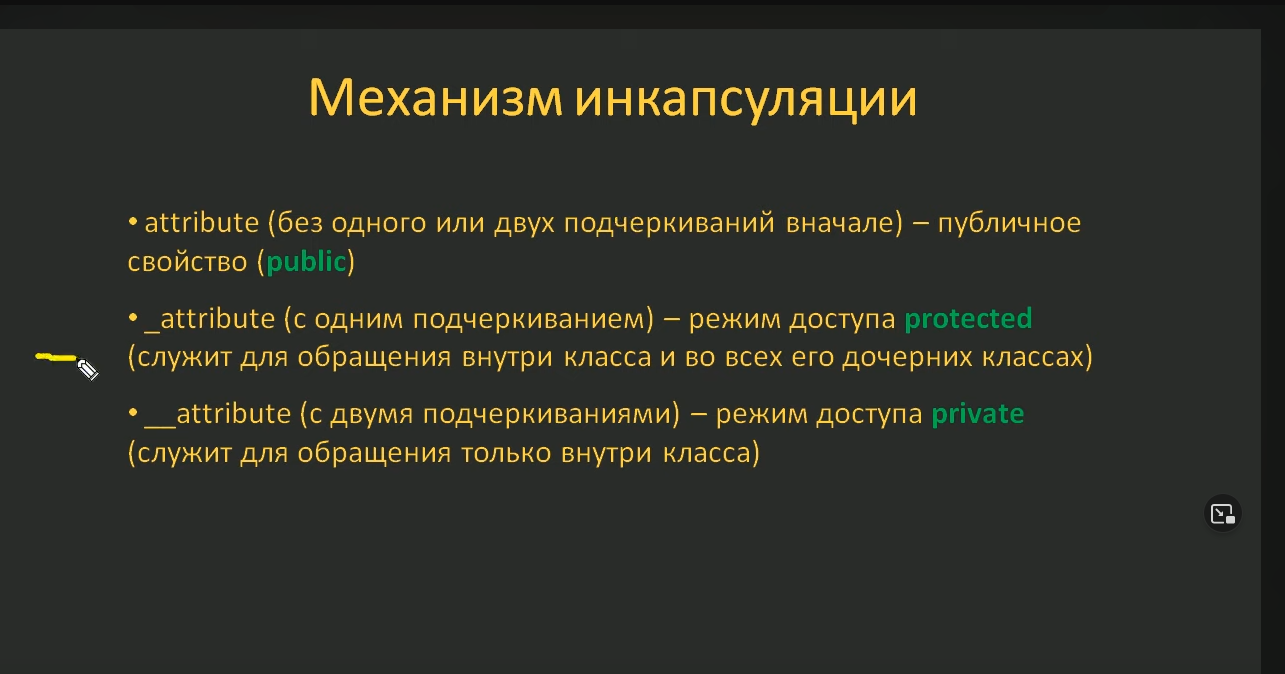 Механизм инкапсуляции
• attribute (без одного или двух подчеркиваний вначале) – публичное
свойство (public)
• _attribute (с одним подчеркиванием) – режим доступа protected
(служит для обращения внутри класса и во всех его дочерних классах)
• __attribute (с двумя подчеркиваниями) – режим доступа private
(служит для обращения только внутри класса)